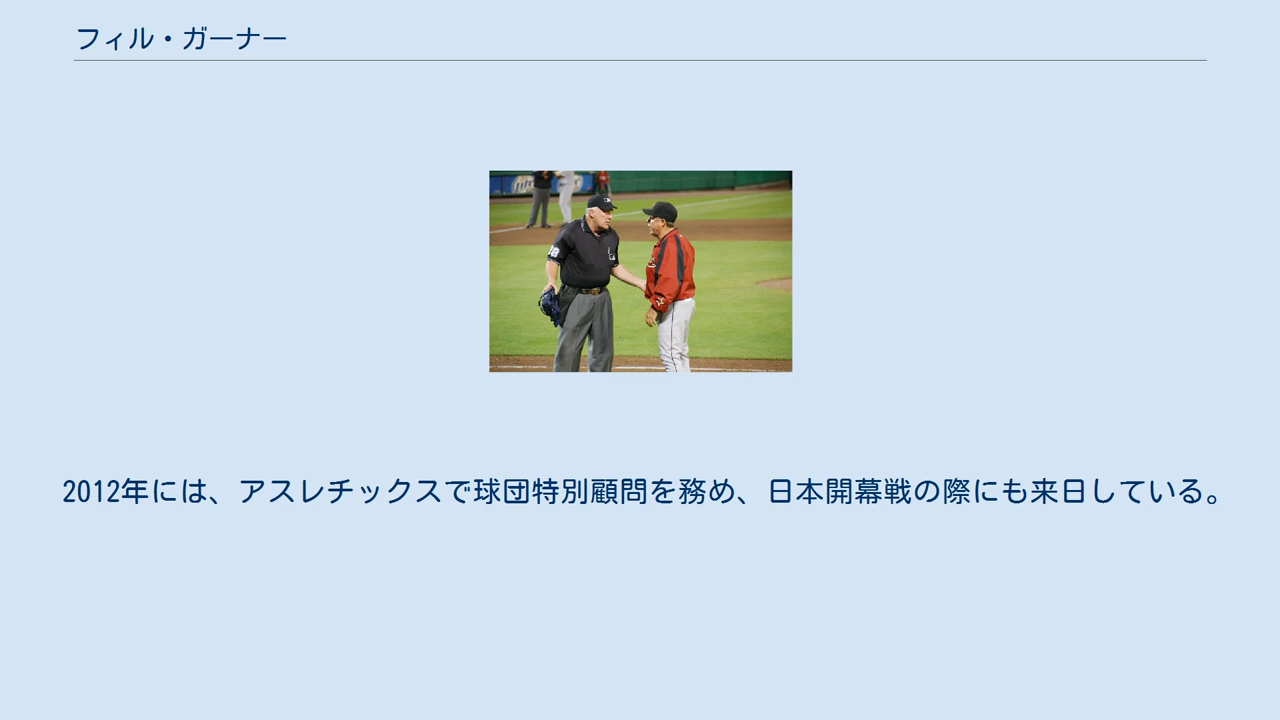 フィル・ガーナー
2012年には、アスレチックスで球団特別顧問を務め、日本開幕戦の際にも来日している。